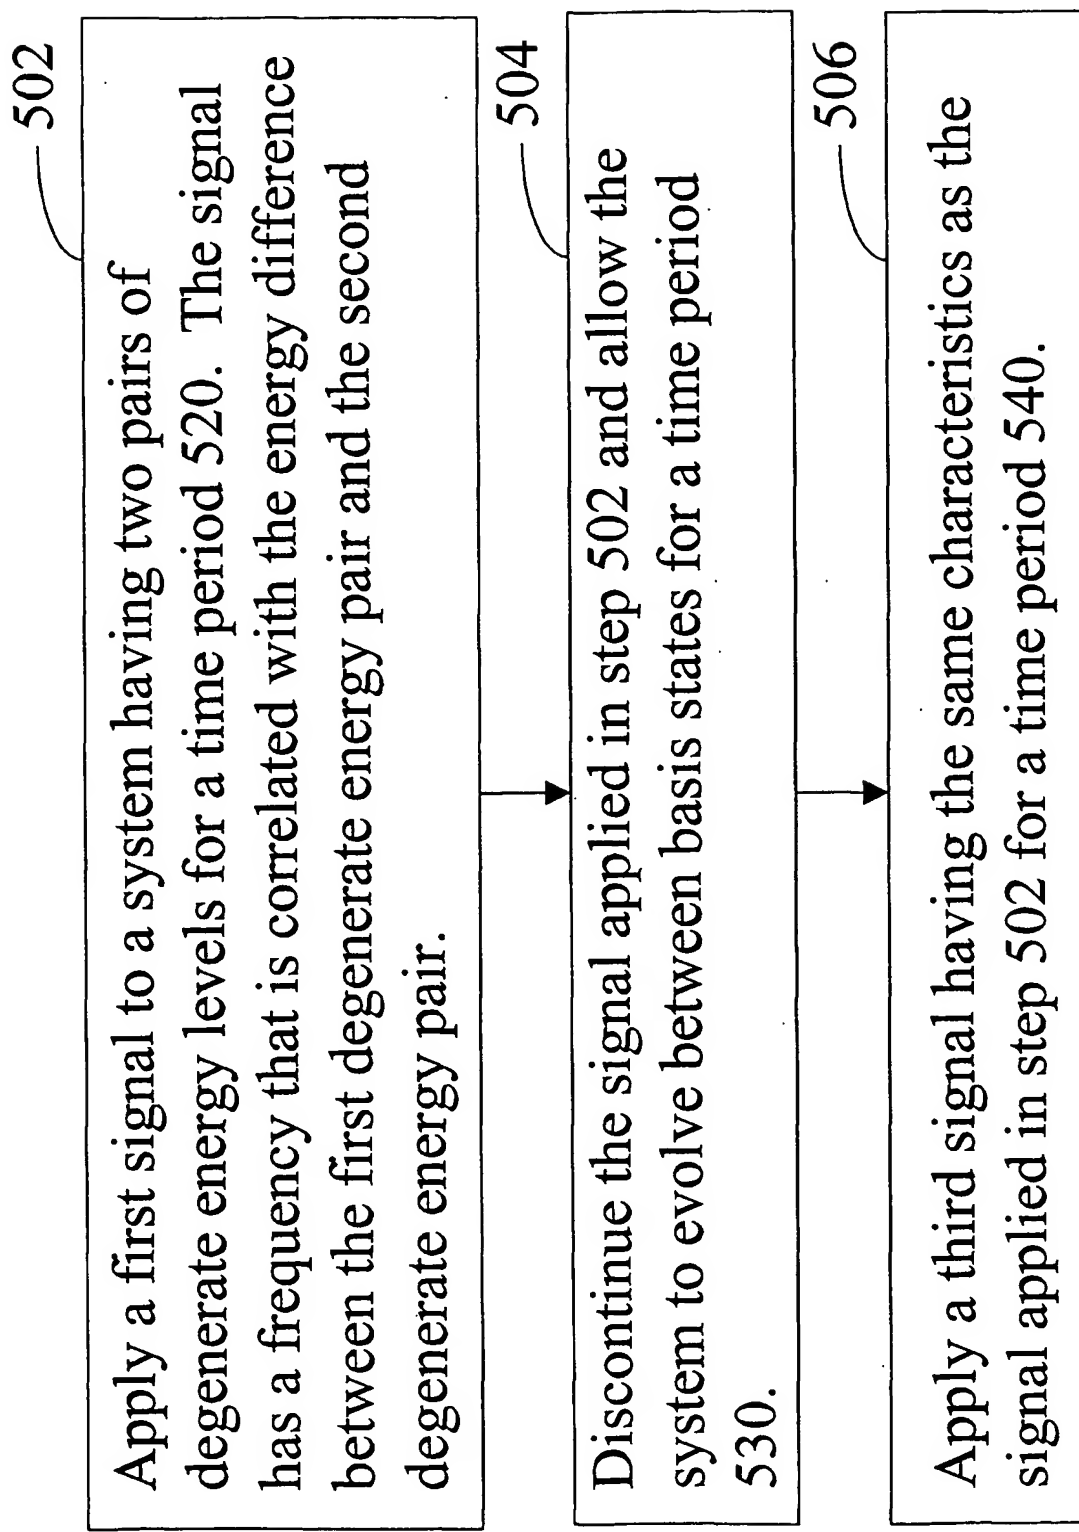 502
Apply a first signal to a system having two pairs of
degenerate energy levels for a time period 520. The signal
has a frequency that is correlated with the energy difference
between the first degenerate energy pair and the second
degenerate energy pair.
504
Discontinue the signal applied in step 502 and allow the
system to evolve between basis states for a time period
530.
506
Apply a third signal having the same characteristics as the
signal applied in step 502 for a time period 540.